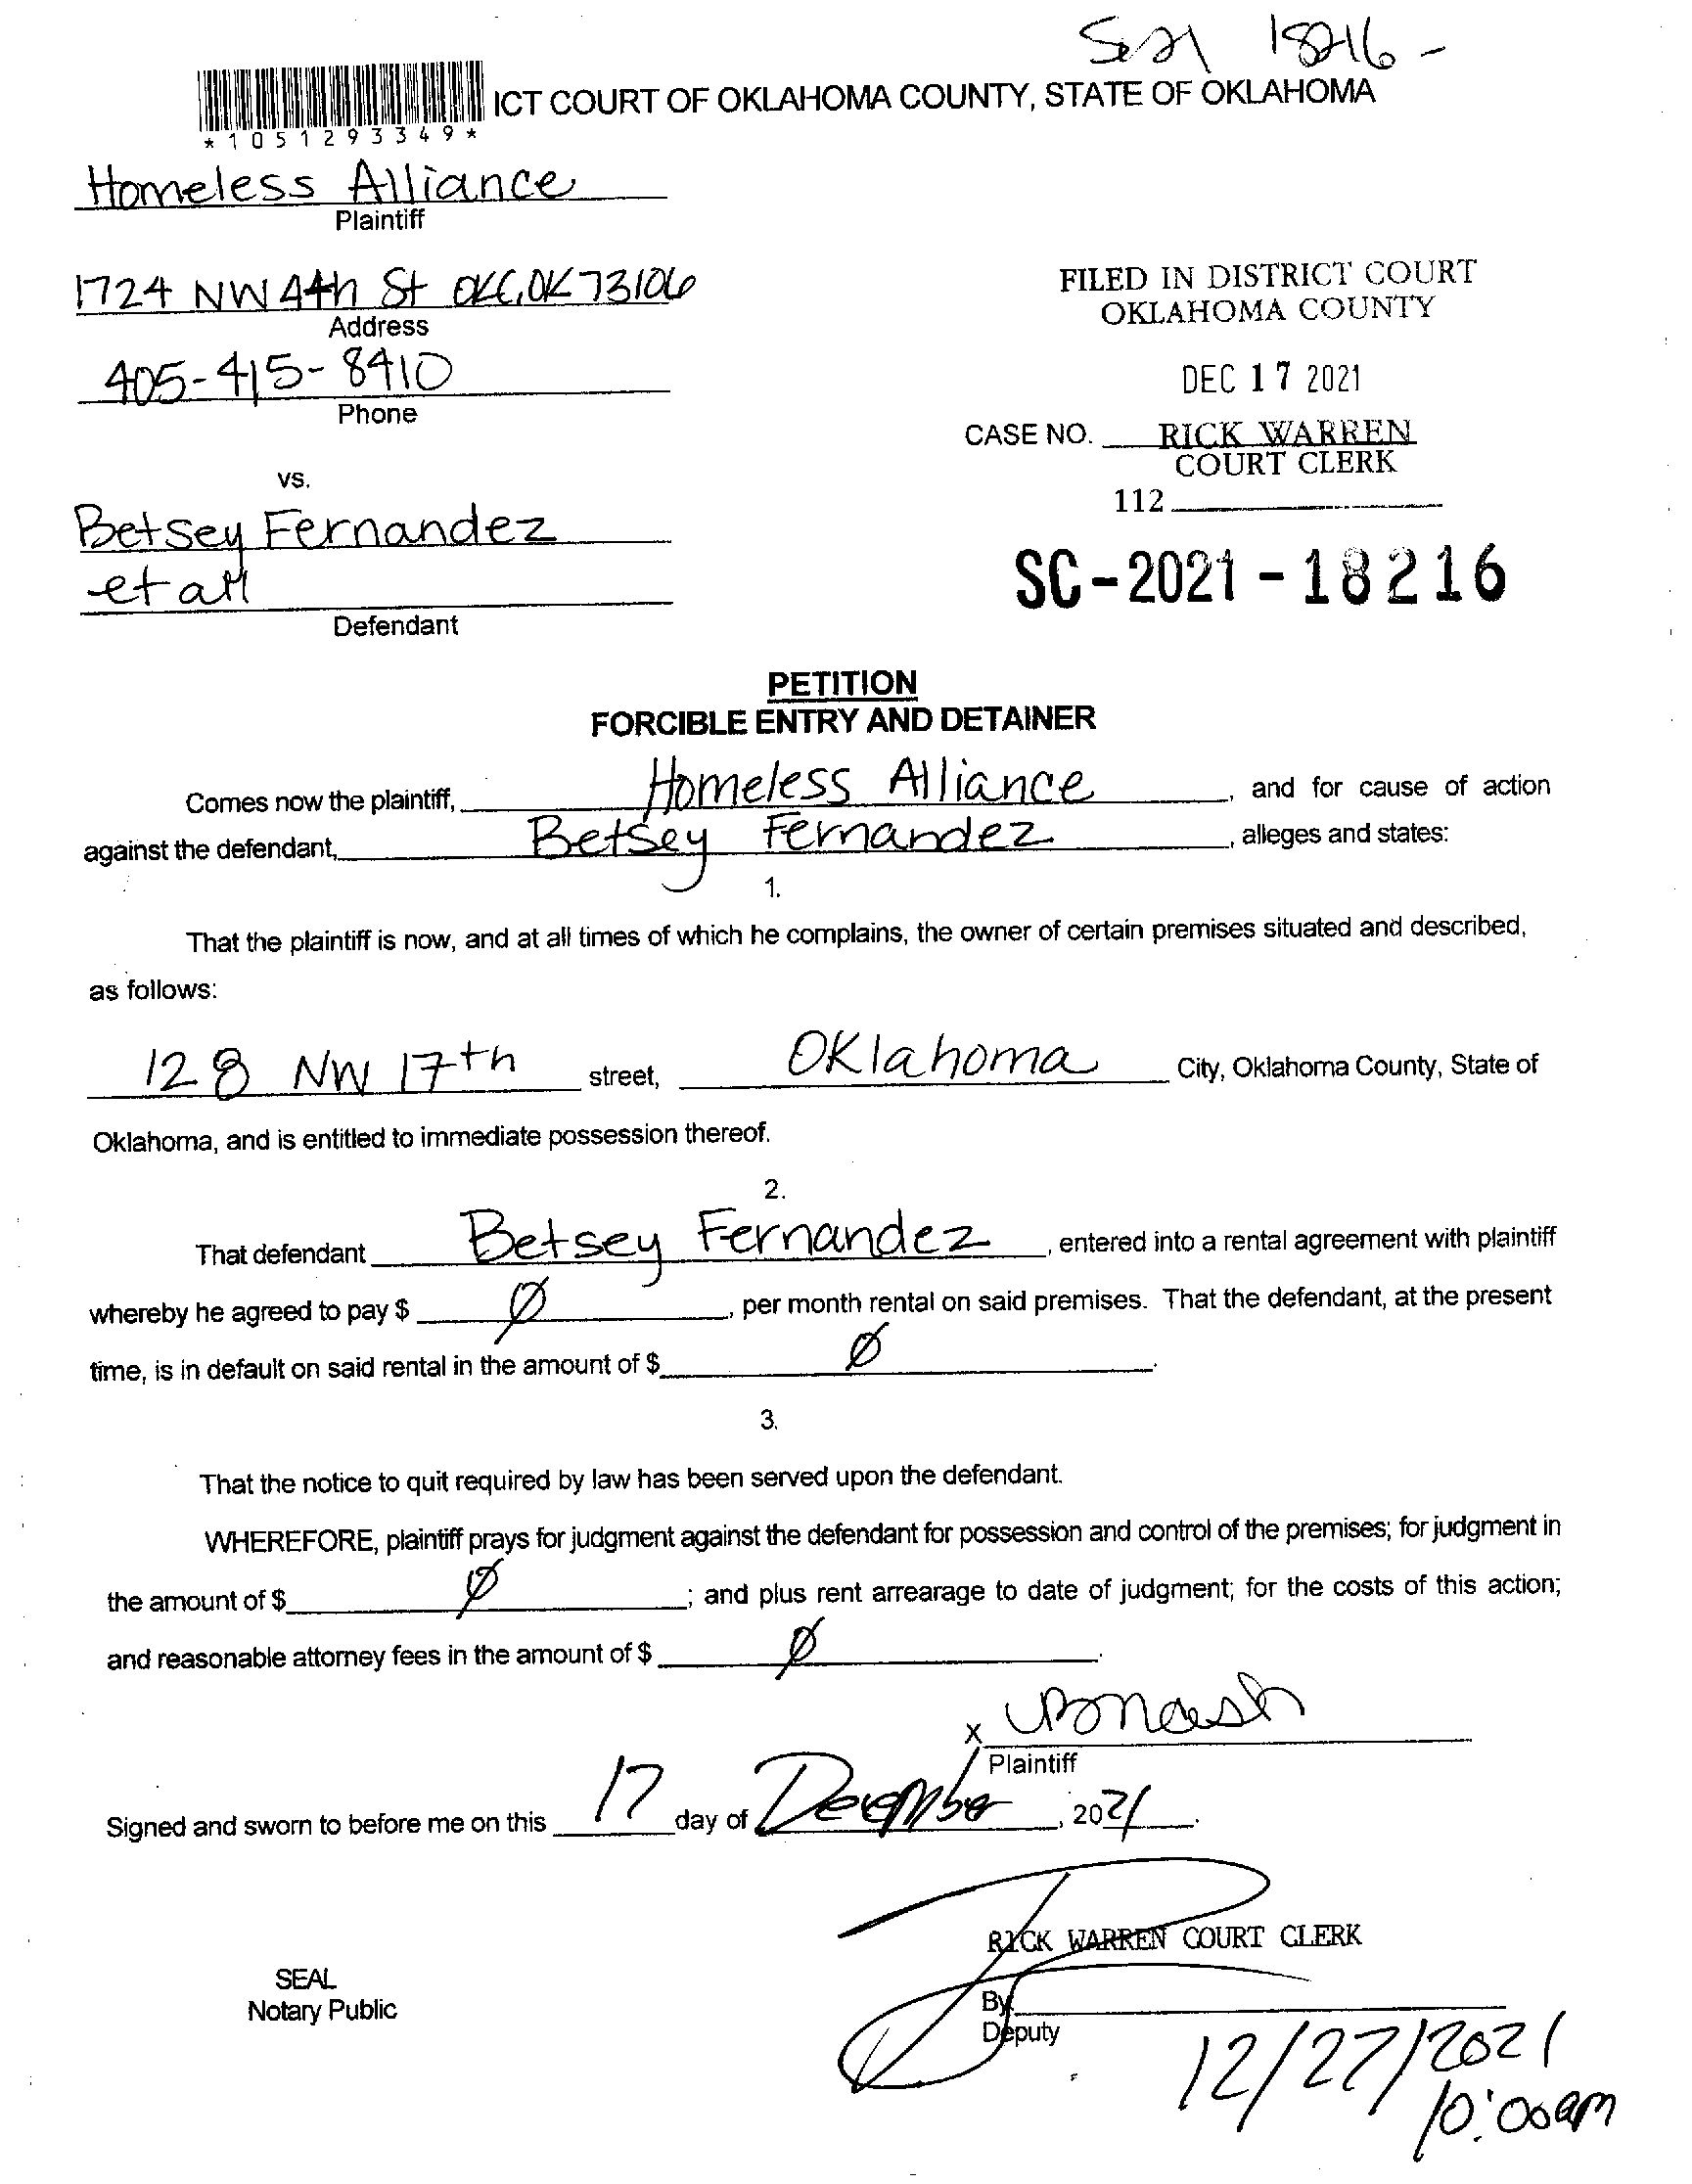 18216 -
ICT COURT OF OKLAHOMA COUNTY, STATE OF OKLAHOMA
*1051293349*
Homeless Alliance
Plaintiff
1724 NW 4th St OKC, OK 73106
Address
405-415-8410
Phone
FILED IN DISTRICT COURT
OKLAHOMA COUNTY
DEC 17 2021
CASE NO. RICK WARREN
COURT CLERK
112
vs.
Betsey Fernandez
et all
Defendant
SC-2021-18216
PETITION
FORCIBLE ENTRY AND DETAINER
Comes now the plaintiff, Homeless Alliance, and for cause of action
against the defendant, Betsey Fernandez, alleges and states:
1.
That the plaintiff is now, and at all times of which he complains, the owner of certain premises situated and described,
as follows:
128 NW 17th street, Oklahoma City, Oklahoma County, State of
Oklahoma, and is entitled to immediate possession thereof.
2.
That defendant Betsey Fernandez, entered into a rental agreement with plaintiff
whereby he agreed to pay $ Ø, per month rental on said premises. That the defendant, at the present
time, is in default on said rental in the amount of $ Ø.
3.
That the notice to quit required by law has been served upon the defendant.
WHEREFORE, plaintiff prays for judgment against the defendant for possession and control of the premises; for judgment in
the amount of $ Ø; and plus rent arrearage to date of judgment; for the costs of this action;
and reasonable attorney fees in the amount of $ Ø.
X
Plaintiff
Signed and sworn to before me on this 17 day of December, 2021.
RICK WARREN COURT CLERK
SEAL
Notary Public
By
Deputy
12/27/2021
10:00am